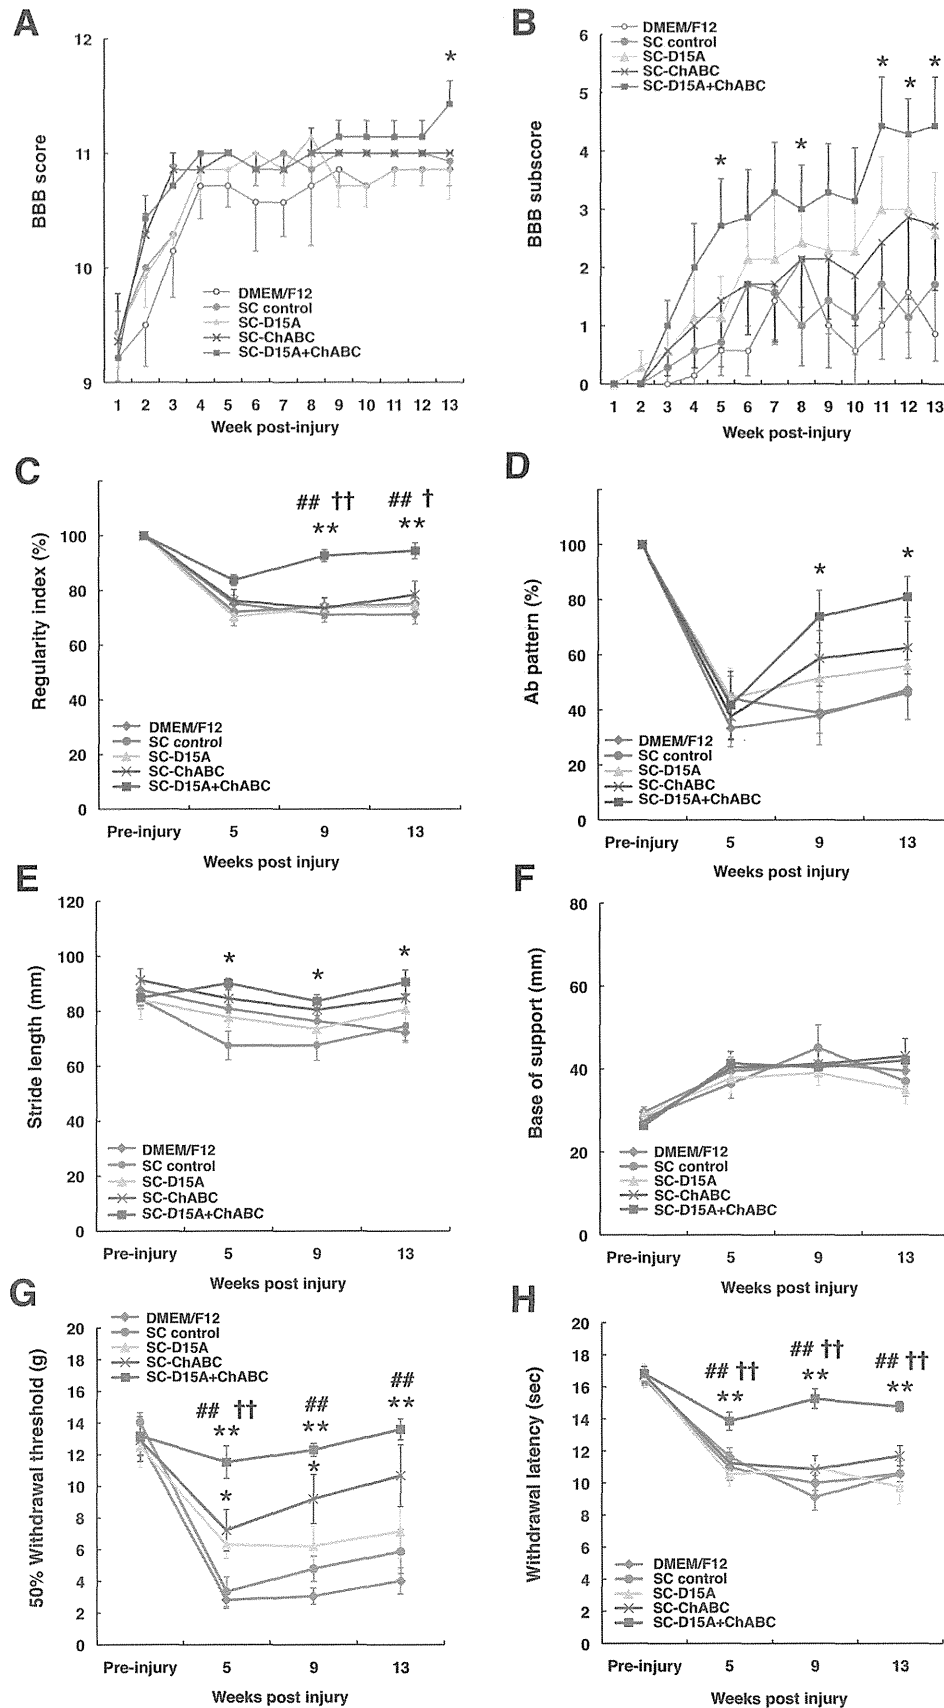 A
12
11
10
9
BBB score
*
DMEM/F12
SC control
SC-D15A
SC-ChABC
SC-D15A+ChABC
1 2 3 4 5 6 7 8 9 10 11 12 13
Week post-injury
B
DMEM/F12
SC control
SC-D15A
SC-ChABC
SC-D15A+ChABC
6
5
4
3
2
1
0
BBB subscore
* * * * *
1 2 3 4 5 6 7 8 9 10 11 12 13
Week post-injury
C
100
80
60
40
20
0
Regularity index (%)
## †† ## †
** **
DMEM/F12
SC control
SC-D15A
SC-ChABC
SC-D15A+ChABC
Pre-injury 5 9 13
Weeks post injury
D
100
80
60
40
20
0
Ab pattern (%)
* *
DMEM/F12
SC control
SC-D15A
SC-ChABC
SC-D15A+ChABC
Pre-injury 5 9 13
Weeks post injury
E
120
100
80
60
40
20
0
Stride length (mm)
* * *
DMEM/F12
SC control
SC-D15A
SC-ChABC
SC-D15A+ChABC
Pre-injury 5 9 13
Weeks post injury
F
80
60
40
20
0
Base of support (mm)
DMEM/F12
SC control
SC-D15A
SC-ChABC
SC-D15A+ChABC
Pre-injury 5 9 13
Weeks post injury
G
DMEM/F12
SC control
SC-D15A
SC-ChABC
SC-D15A+ChABC
20
18
16
14
12
10
8
6
4
2
0
50% Withdrawal threshold (g)
## †† ## ##
** ** **
* *
Pre-injury 5 9 13
Weeks post injury
H
20
18
16
14
12
10
8
6
4
2
0
Withdrawal latency (sec)
## †† ## †† ## ††
** ** **
DMEM/F12
SC control
SC-D15A
SC-ChABC
SC-D15A+ChABC
Pre-injury 5 9 13
Weeks post injury